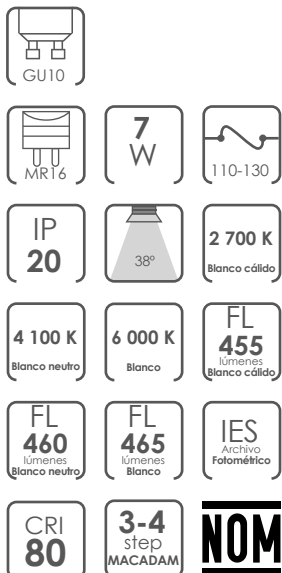 GU10
MR16
7
W
110-130
IP
20
38º
2 700 K
Blanco cálido
4 100 K
Blanco neutro
6 000 K
Blanco
FL
455
lúmenes
Blanco cálido
FL
460
lúmenes
Blanco neutro
FL
465
lúmenes
Blanco
IES
Archivo
Fotométrico
CRI
80
3-4
step
MACADAM
NOM